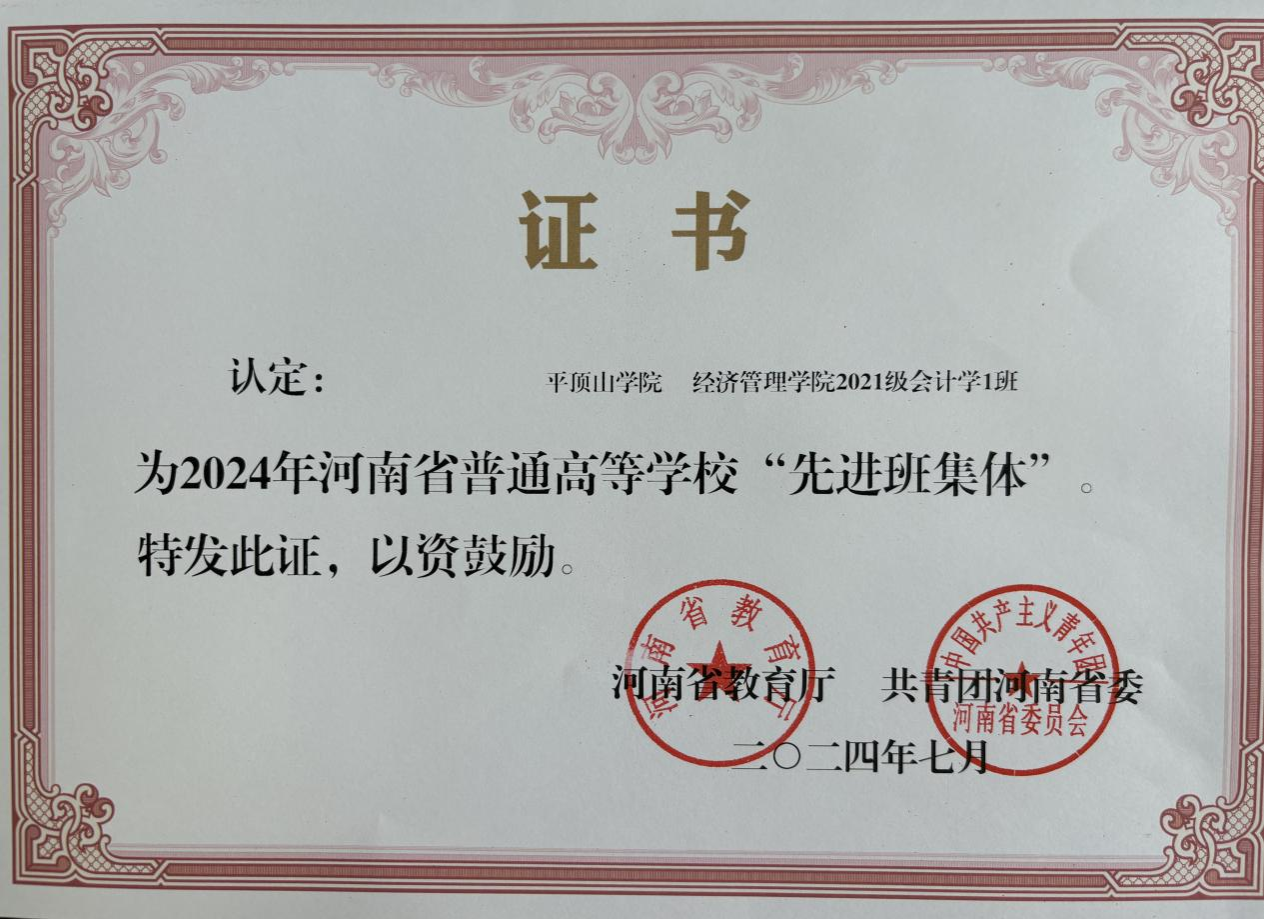 证书
认定：平顶山学院 经济管理学院2021级会计学1班
为2024年河南省普通高等学校“先进班集体”。
特发此证，以资鼓励。
河南省教育厅
中国共产主义青年团
河南省委员会
河南省教育厅 共青团河南省委
二〇二四年七月